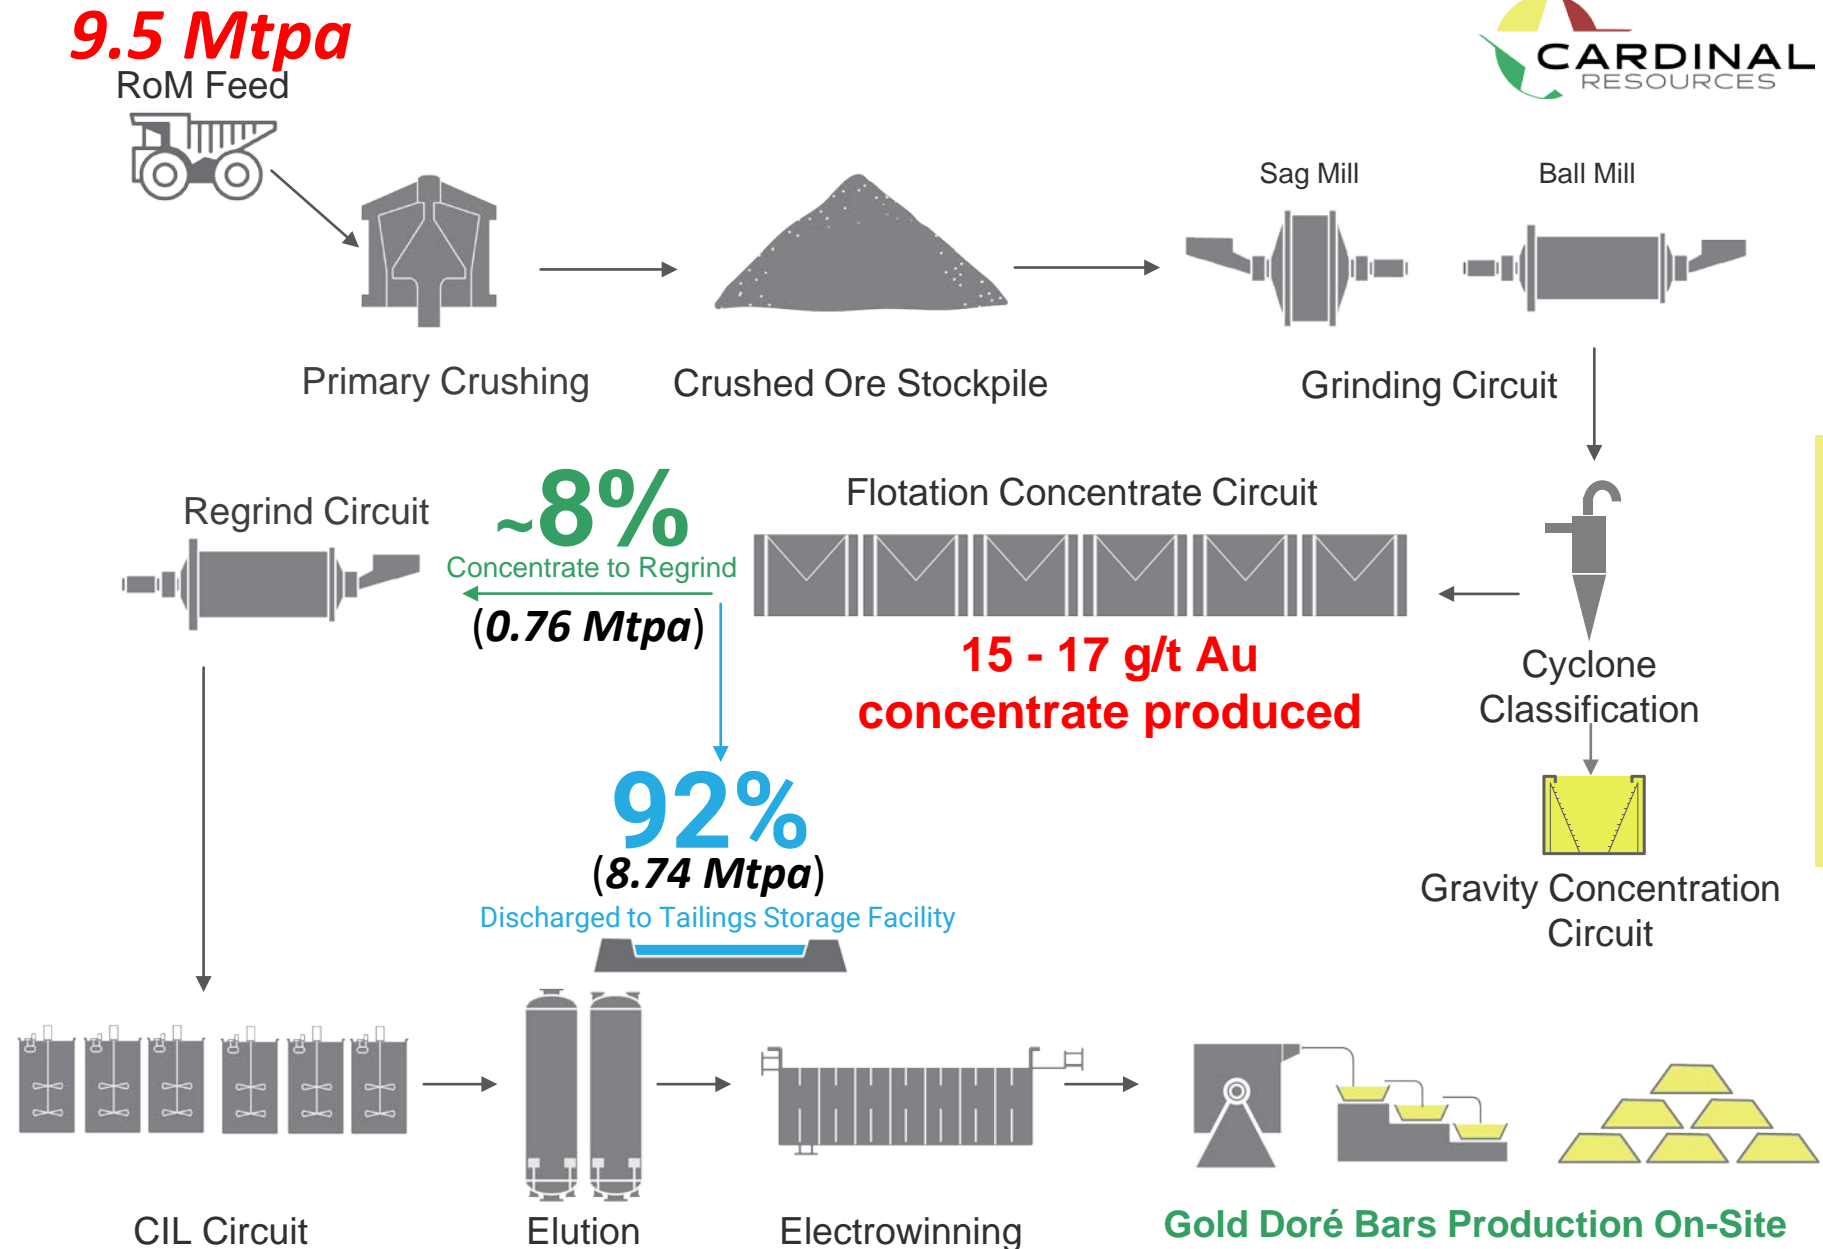 9.5 Mtpa
RoM Feed
CARDINAL
RESOURCES
Sag Mill
Ball Mill
Primary Crushing
Crushed Ore Stockpile
Grinding Circuit
Regrind Circuit
~8%
Concentrate to Regrind
(0.76 Mtpa)
Flotation Concentrate Circuit
15 - 17 g/t Au
concentrate produced
Cyclone
Classification
92%
(8.74 Mtpa)
Discharged to Tailings Storage Facility
Gravity Concentration
Circuit
CIL Circuit
Elution
Electrowinning
Gold Doré Bars Production On-Site